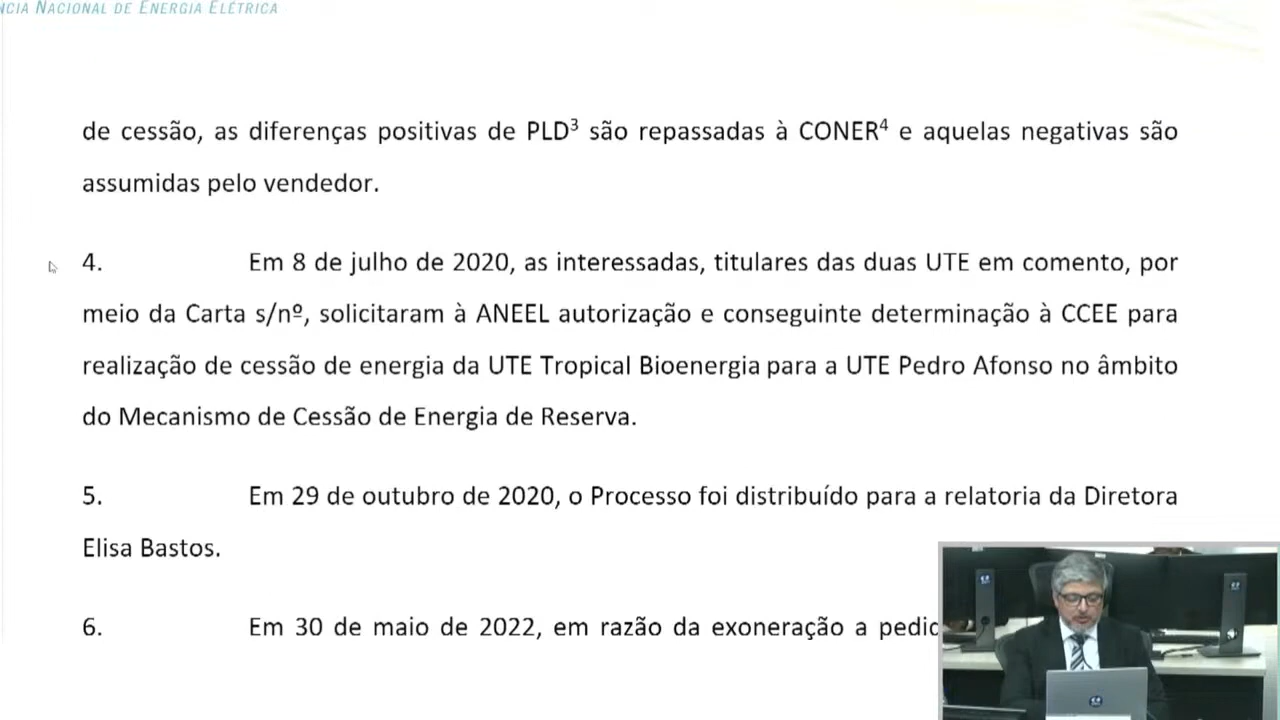 NACIONAL DE ENERGIA ELÉTRICA
de cessão, as diferenças positivas de PLD³ são repassadas à CONER⁴ e aquelas negativas são
assumidas pelo vendedor.
4. Em 8 de julho de 2020, as interessadas, titulares das duas UTE em comento, por
meio da Carta s/nº, solicitaram à ANEEL autorização e conseguinte determinação à CCEE para
realização de cessão de energia da UTE Tropical Bioenergia para a UTE Pedro Afonso no âmbito
do Mecanismo de Cessão de Energia de Reserva.
5. Em 29 de outubro de 2020, o Processo foi distribuído para a relatoria da Diretora
Elisa Bastos.
6. Em 30 de maio de 2022, em razão da exoneração a